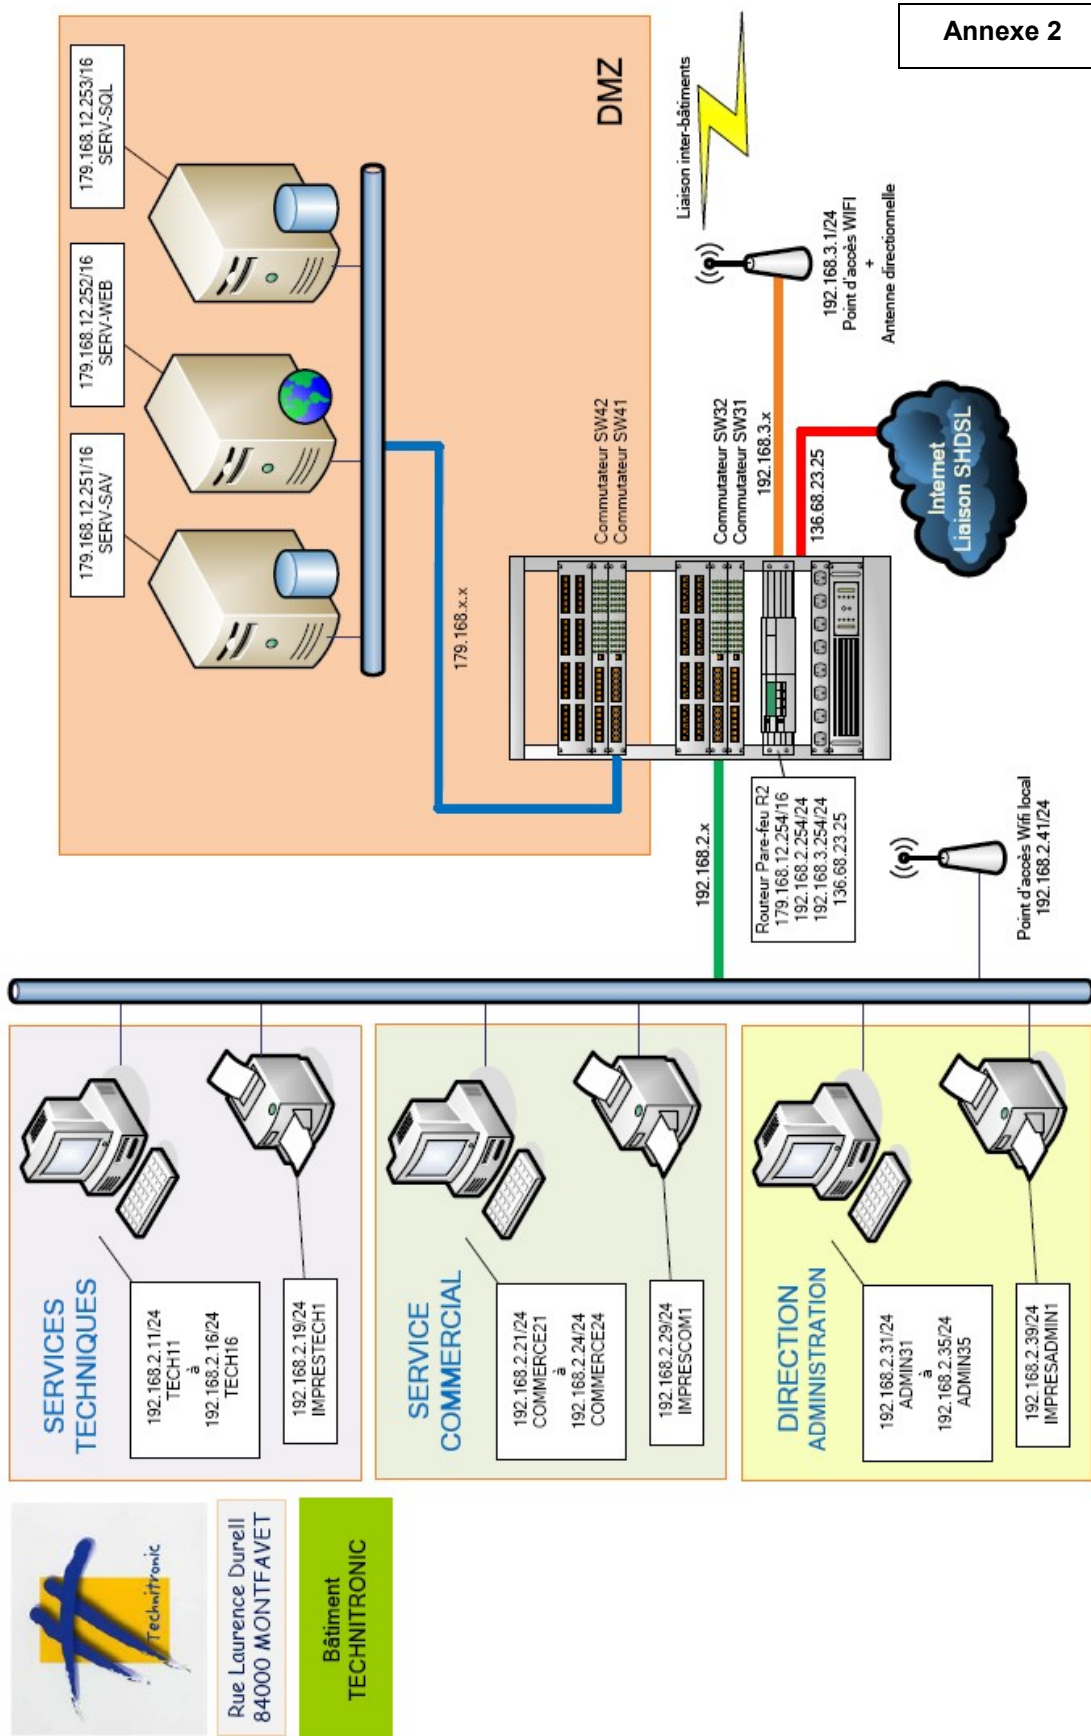 Annexe 2
Technitronic
Rue Laurence Durell
84000 MONTFAVET
Bâtiment
TECHNITRONIC
SERVICES
TECHNIQUES
192.168.2.11/24
TECH11
à
192.168.2.16/24
TECH16
192.168.2.19/24
IMPRESTECH1
SERVICE
COMMERCIAL
192.168.2.21/24
COMMERCE21
à
192.168.2.24/24
COMMERCE24
192.168.2.29/24
IMPRESCOM1
DIRECTION
ADMINISTRATION
192.168.2.31/24
ADMIN31
à
192.168.2.35/24
ADMIN35
192.168.2.39/24
IMPRESADMIN1
192.168.2.x
Point d'accès Wifi local
192.168.2.41/24
Routeur Pare-feu R2
179.168.12.254/16
192.168.2.254/24
192.168.3.254/24
136.68.23.25
179.168.x.x
179.168.12.251/16
SERV-SAV
179.168.12.252/16
SERV-WEB
179.168.12.253/16
SERV-SQL
DMZ
Commutateur SW42
Commutateur SW41
Commutateur SW32
Commutateur SW31
192.168.3.x
136.68.23.25
Internet
Liaison SHDSL
Liaison inter-bâtiments
192.168.3.1/24
Point d'accès WIFI
+
Antenne directionnelle